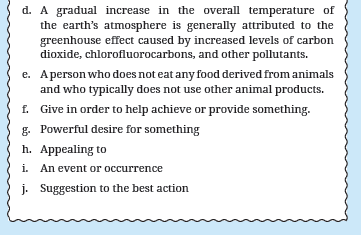 d. A gradual increase in the overall temperature of
the earth's atmosphere is generally attributed to the
greenhouse effect caused by increased levels of carbon
dioxide, chlorofluorocarbons, and other pollutants.
e. A person who does not eat any food derived from animals
and who typically does not use other animal products.
f. Give in order to help achieve or provide something.
g. Powerful desire for something
h. Appealing to
i. An event or occurrence
j. Suggestion to the best action